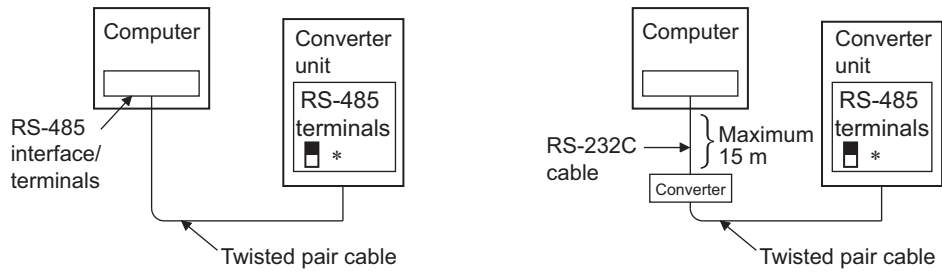 Computer
Converter
unit
RS-485
terminals
*
RS-485
interface/
terminals
Twisted pair cable
Computer
Converter
unit
RS-485
terminals
*
RS-232C
cable
Maximum
15 m
Converter
Twisted pair cable